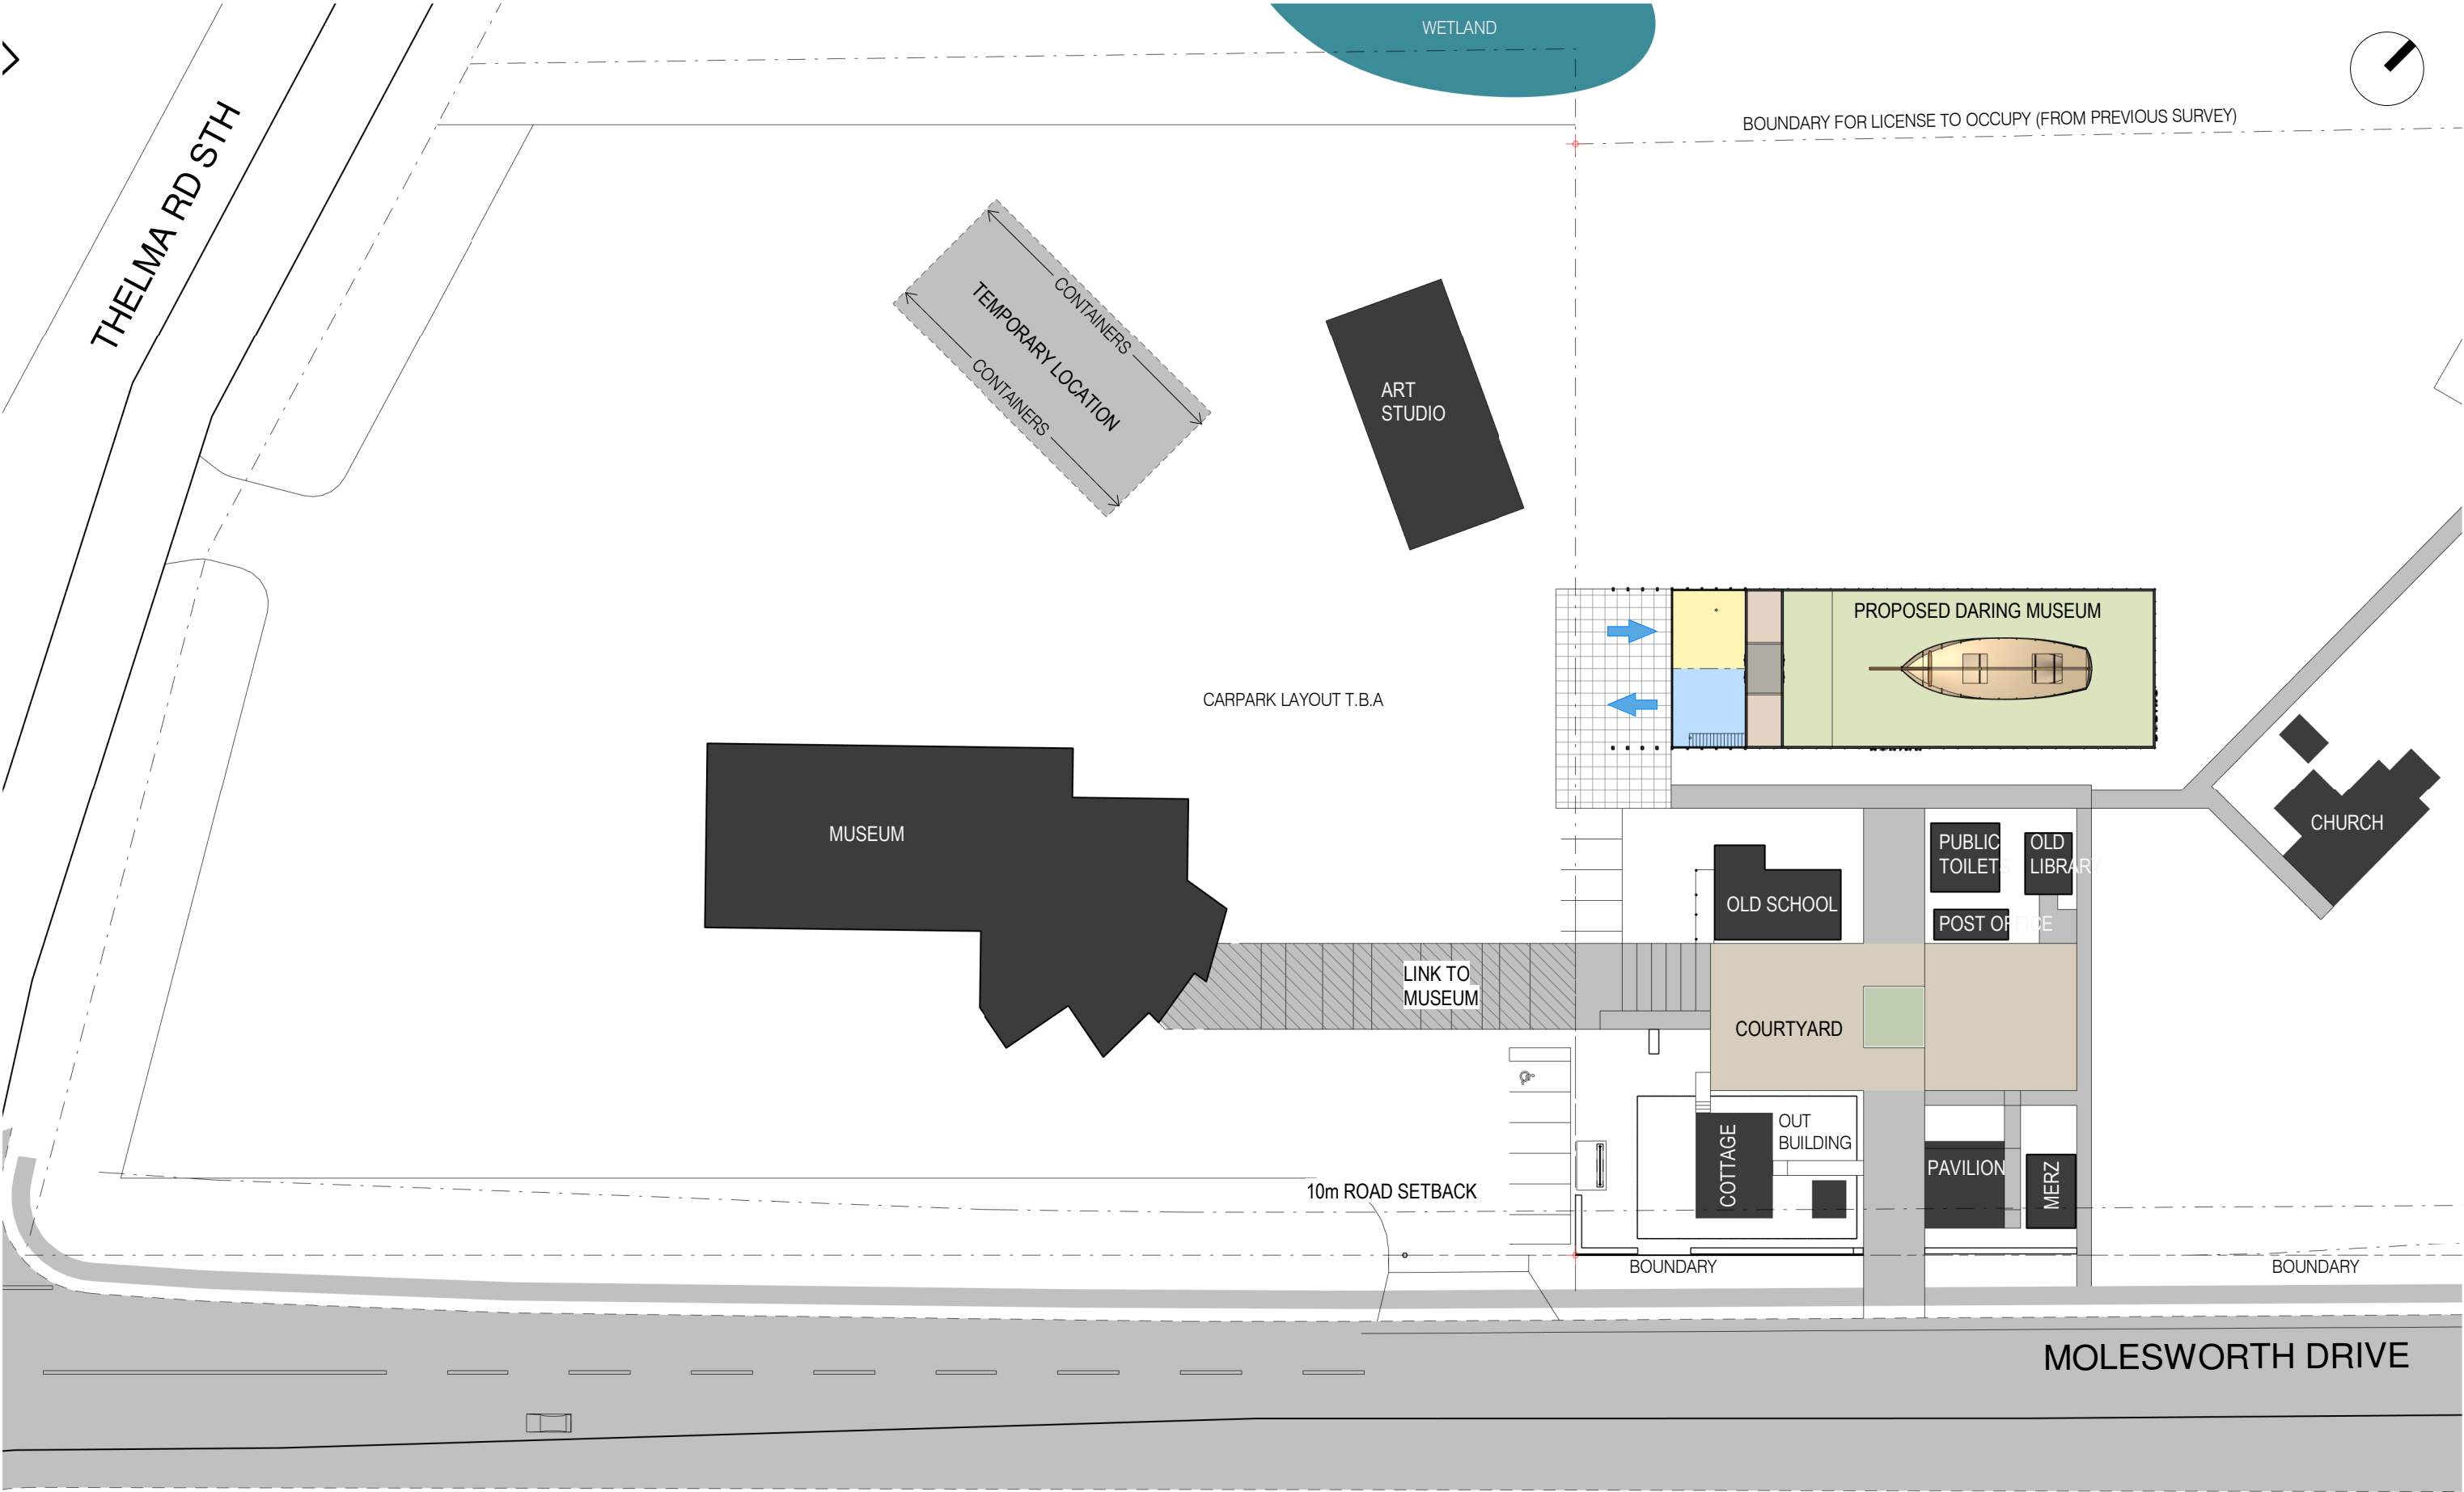 WETLAND
BOUNDARY FOR LICENSE TO OCCUPY (FROM PREVIOUS SURVEY)
THELMA RD STH
CONTAINERS
TEMPORARY LOCATION
CONTAINERS
ART
STUDIO
PROPOSED DARING MUSEUM
CARPARK LAYOUT T.B.A
MUSEUM
PUBLIC
TOILETS
OLD
LIBRARY
CHURCH
OLD SCHOOL
POST OFFICE
LINK TO
MUSEUM
COURTYARD
OUT
BUILDING
COTTAGE
PAVILION
MERZ
10m ROAD SETBACK
BOUNDARY
BOUNDARY
MOLESWORTH DRIVE